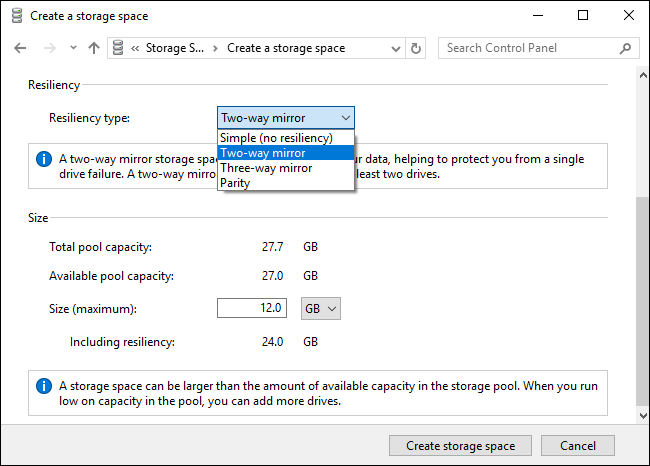 Create a storage space
Storage S... Create a storage space Search Control Panel
Resiliency
Resiliency type: Two-way mirror
Simple (no resiliency)
Two-way mirror
Three-way mirror
Parity
A two-way mirror storage spac ur data, helping to protect you from a single
drive failure. A two-way mirro least two drives.
Size
Total pool capacity: 27.7 GB
Available pool capacity: 27.0 GB
Size (maximum): 12.0 GB
Including resiliency: 24.0 GB
A storage space can be larger than the amount of available capacity in the storage pool. When you run
low on capacity in the pool, you can add more drives.
Create storage space Cancel